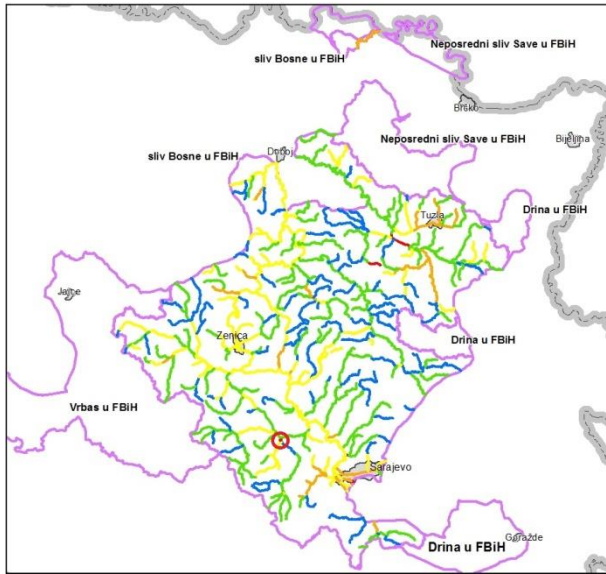 Neposredni sliv Save u FBiH
sliv Bosne u FBiH
Brčko
Neposredni sliv Save u FBiH
Bijeljina
sliv Bosne u FBiH
Doboj
Drina u FBiH
Tuzla
Jajce
Zenica
Drina u FBiH
Vrbas u FBiH
Sarajevo
Goražde
Drina u FBiH